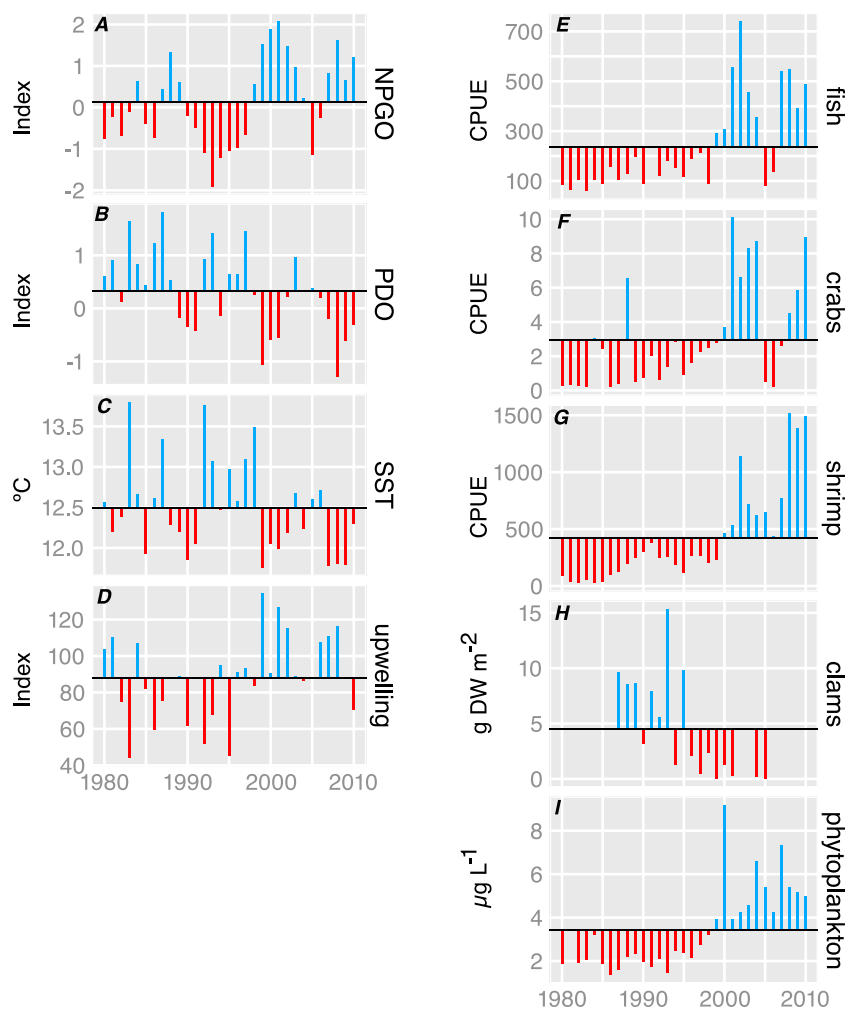 A
2
1
0
-1
-2
Index
NPGO
B
1
0
-1
Index
PDO
C
13.5
13.0
12.5
12.0
ºC
SST
D
120
100
80
60
40
Index
upwelling
1980 1990 2000 2010
E
700
500
300
100
CPUE
fish
F
10
8
6
4
2
0
CPUE
crabs
G
1500
500
0
CPUE
shrimp
H
15
10
5
0
g DW m⁻²
clams
I
8
6
4
2
µg L⁻¹
phytoplankton
1980 1990 2000 2010